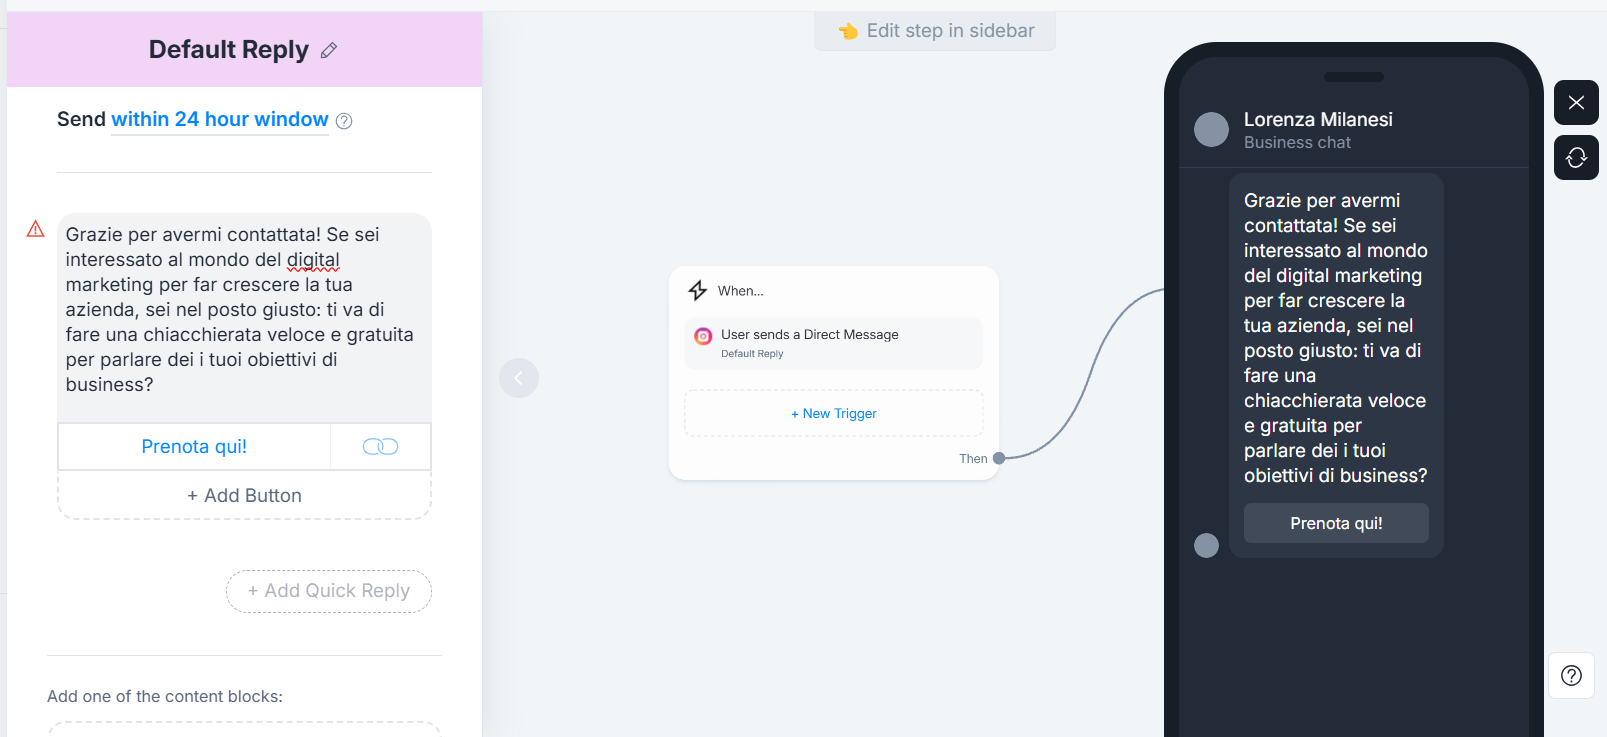 Default Reply
Send within 24 hour window
Grazie per avermi contattata! Se sei
interessato al mondo del digital
marketing per far crescere la tua
azienda, sei nel posto giusto: ti va di
fare una chiacchierata veloce e gratuita
per parlare dei i tuoi obiettivi di
business?
Prenota qui!
+ Add Button
+ Add Quick Reply
Add one of the content blocks:
Edit step in sidebar
When...
User sends a Direct Message
Default Reply
+ New Trigger
Then
Lorenza Milanesi
Business chat
Grazie per avermi
contattata! Se sei
interessato al mondo
del digital marketing
per far crescere la
tua azienda, sei nel
posto giusto: ti va di
fare una
chiacchierata veloce
e gratuita per
parlare dei i tuoi
obiettivi di business?
Prenota qui!